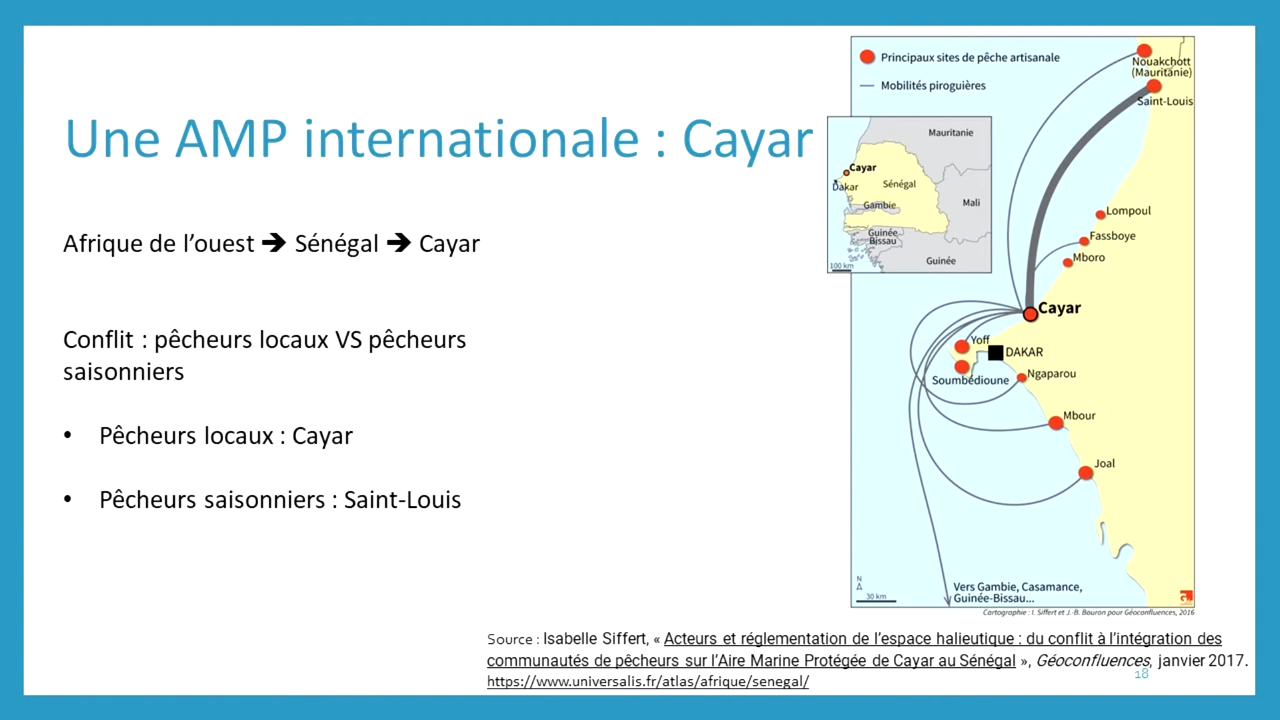 Une AMP internationale : Cayar
Afrique de l’ouest ➔ Sénégal ➔ Cayar
Conflit : pêcheurs locaux VS pêcheurs
saisonniers
• Pêcheurs locaux : Cayar
• Pêcheurs saisonniers : Saint-Louis
Principaux sites de pêche artisanale
Mobilités piroguières
Nouakchott
(Mauritanie)
Saint-Louis
Lompoul
Fassboye
Mboro
Cayar
Yoff
DAKAR
Soumbédioune
Ngaparou
Mbour
Joal
Vers Gambie, Casamance,
Guinée-Bissau...
N
30 km
Mauritanie
Cayar
Dakar
Sénégal
Gambie
Mali
Guinée
Bissau
Guinée
100 km
Cartographie : I. Siffert et J.-B. Bouron pour Géoconfluences, 2016
Source : Isabelle Siffert, « Acteurs et réglementation de l’espace halieutique : du conflit à l’intégration des
communautés de pêcheurs sur l’Aire Marine Protégée de Cayar au Sénégal », Géoconfluences, janvier 2017.
https://www.universalis.fr/atlas/afrique/senegal/
18